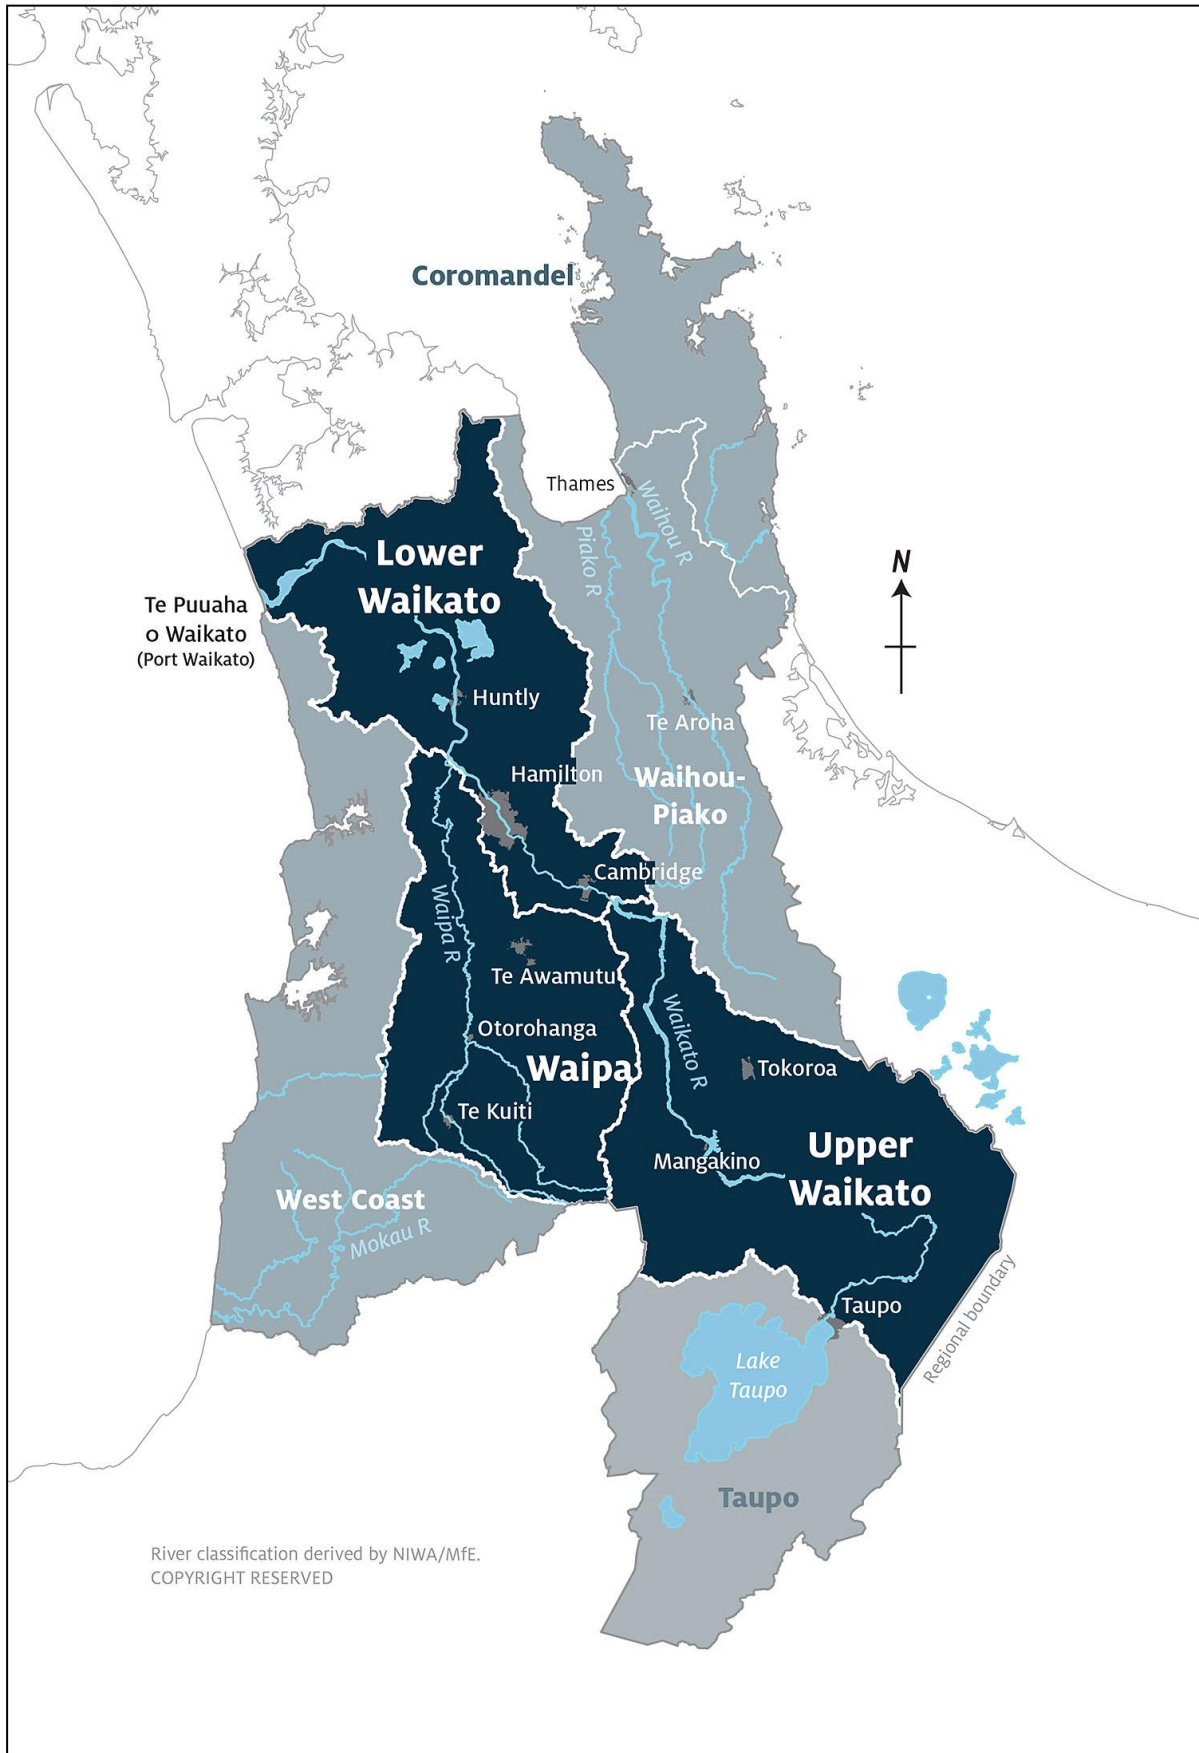 Coromandel
Thames
Waihou R
Piako R
N
Lower
Waikato
Te Puuaha
o Waikato
(Port Waikato)
Huntly
Te Aroha
Hamilton
Waihou-
Piako
Cambridge
Waipa R
Te Awamutu
Otorohanga
Waikato R
Waipa
Tokoroa
Te Kuiti
Mangakino
Upper
Waikato
West Coast
Mokau R
Regional boundary
Taupo
Lake
Taupo
Taupo
River classification derived by NIWA/MfE.
COPYRIGHT RESERVED